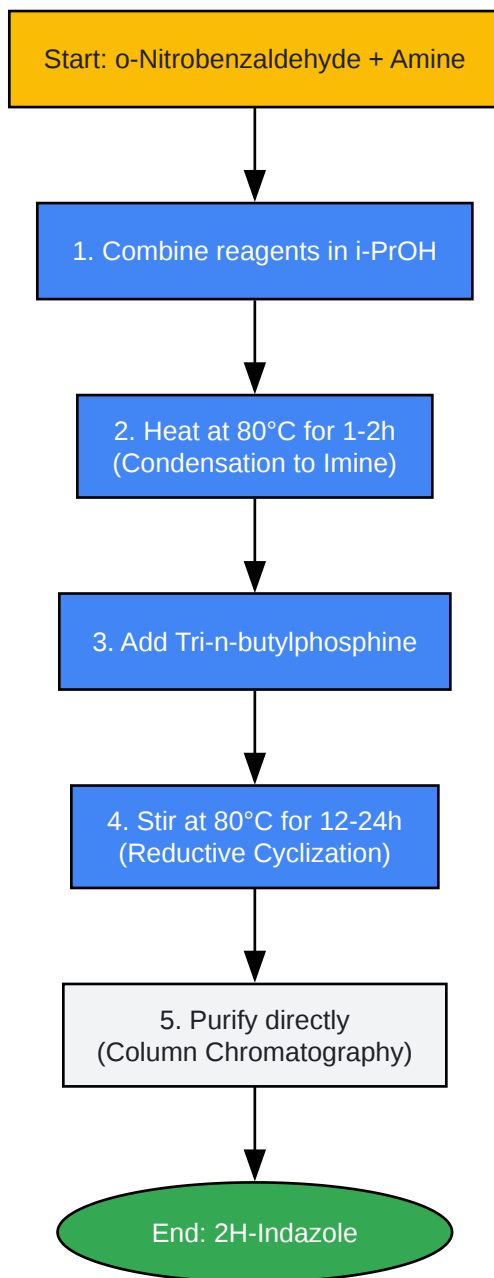 Start: o-Nitrobenzaldehyde + Amine
1. Combine reagents in i-PrOH
2. Heat at 80°C for 1-2h
(Condensation to Imine)
3. Add Tri-n-butylphosphine
4. Stir at 80°C for 12-24h
(Reductive Cyclization)
5. Purify directly
(Column Chromatography)
End: 2H-Indazole